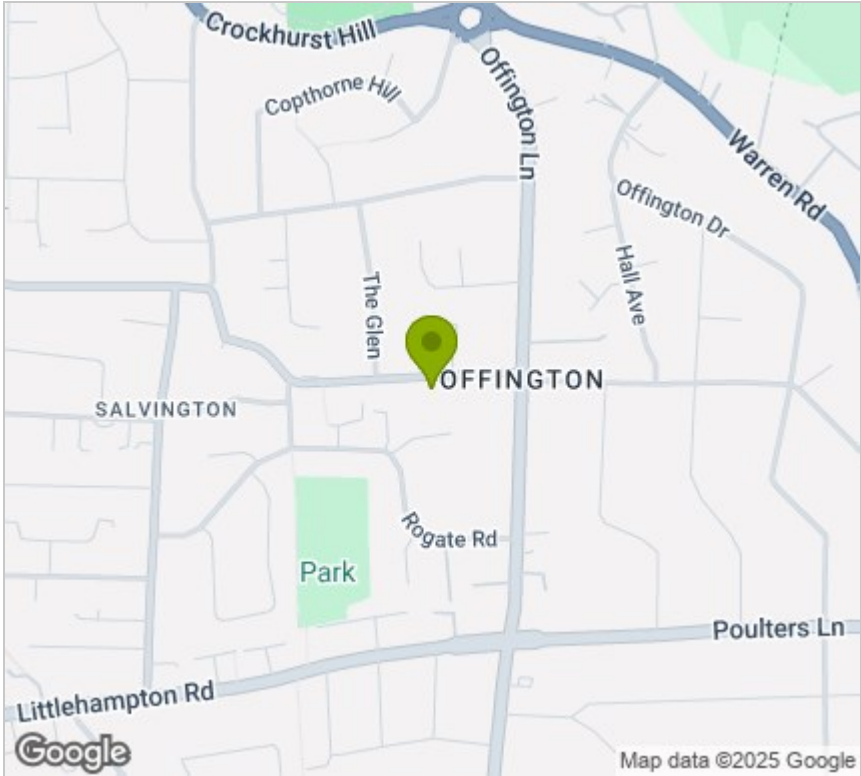 Crockhurst Hill
Offington Ln
Copthorne Hill
Warren Rd
Offington Dr
Hall Ave
The Glen
OFFINGTON
SALVINGTON
Rogate Rd
Park
Poulters Ln
Littlehampton Rd
Google
Map data ©2025 Google